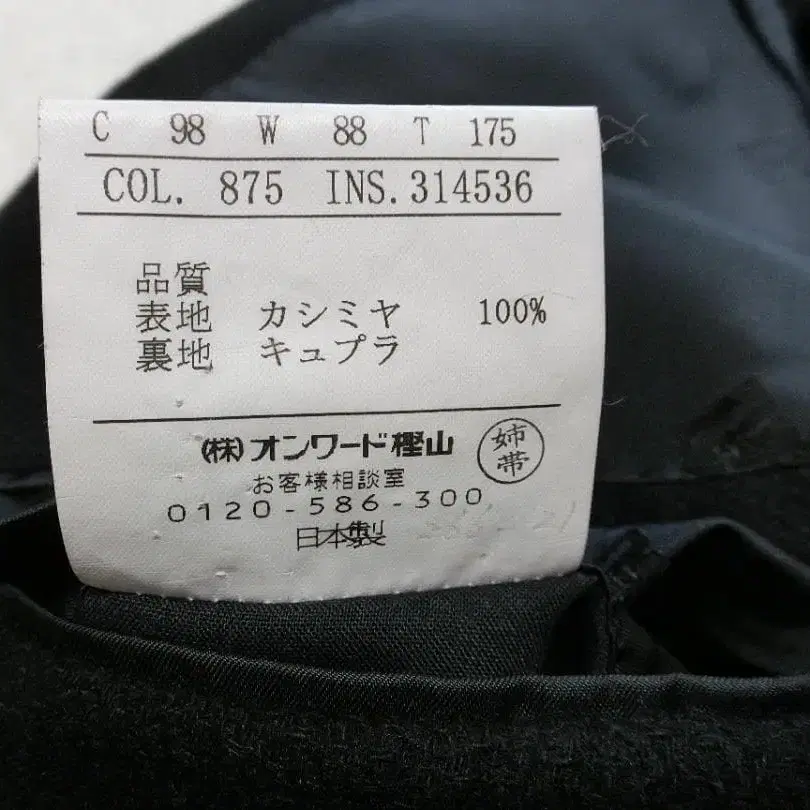 C 98 W 88 T 175
COL. 875 INS.314536
品質
表地 カシミヤ 100%
裏地 キュプラ
(株)オンワード樫山
姉帯
お客様相談室
0120-586-300
日本製